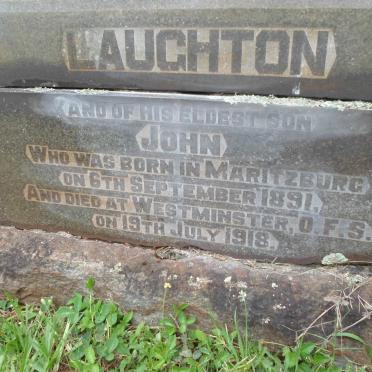 LAUGHTON
AND OF HIS ELDEST SON
JOHN
WHO WAS BORN IN MARITZBURG
ON 6TH SEPTEMBER 1891,
AND DIED AT WESTMINSTER, O.F.S.
ON 19TH JULY 1918.